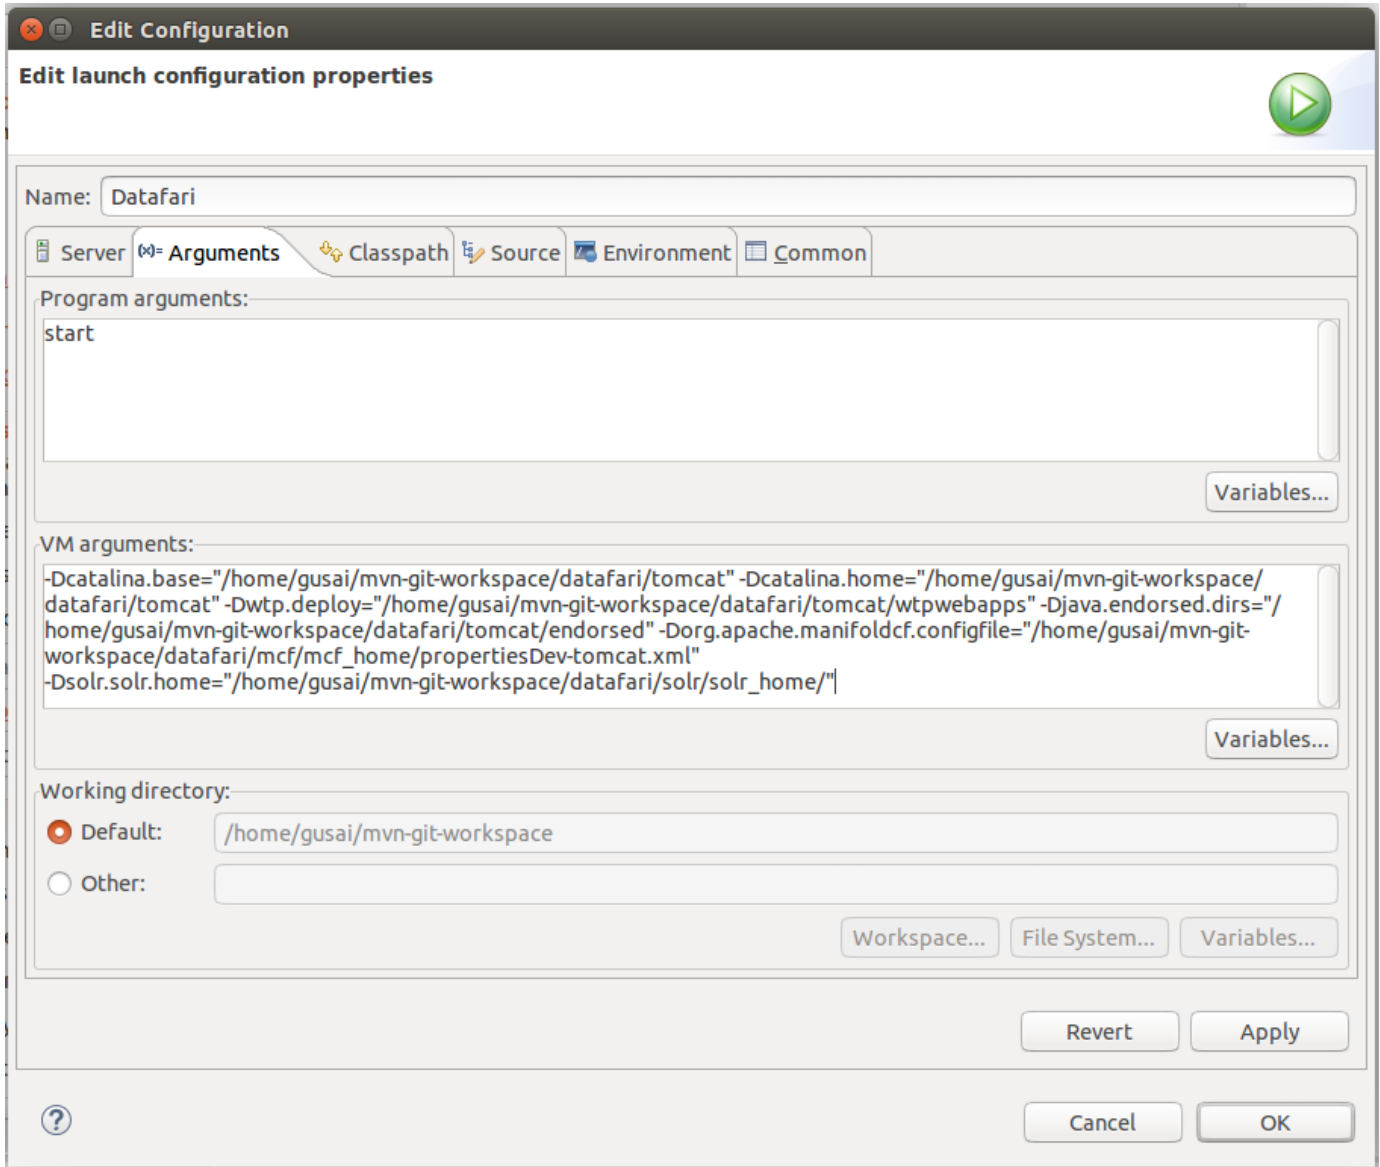 Edit Configuration
Edit launch configuration properties
Name: Datafari
Server (x)= Arguments Classpath Source Environment Common
Program arguments:
start
Variables...
VM arguments:
-Dcatalina.base="/home/gusai/mvn-git-workspace/datafari/tomcat" -Dcatalina.home="/home/gusai/mvn-git-workspace/
datafari/tomcat" -Dwtp.deploy="/home/gusai/mvn-git-workspace/datafari/tomcat/wtpwebapps" -Djava.endorsed.dirs="/
home/gusai/mvn-git-workspace/datafari/tomcat/endorsed" -Dorg.apache.manifoldcf.configfile="/home/gusai/mvn-git-
workspace/datafari/mcf/mcf_home/propertiesDev-tomcat.xml"
-Dsolr.solr.home="/home/gusai/mvn-git-workspace/datafari/solr/solr_home/"
Variables...
Working directory:
Default: /home/gusai/mvn-git-workspace
Other:
Workspace... File System... Variables...
Revert Apply
? Cancel OK